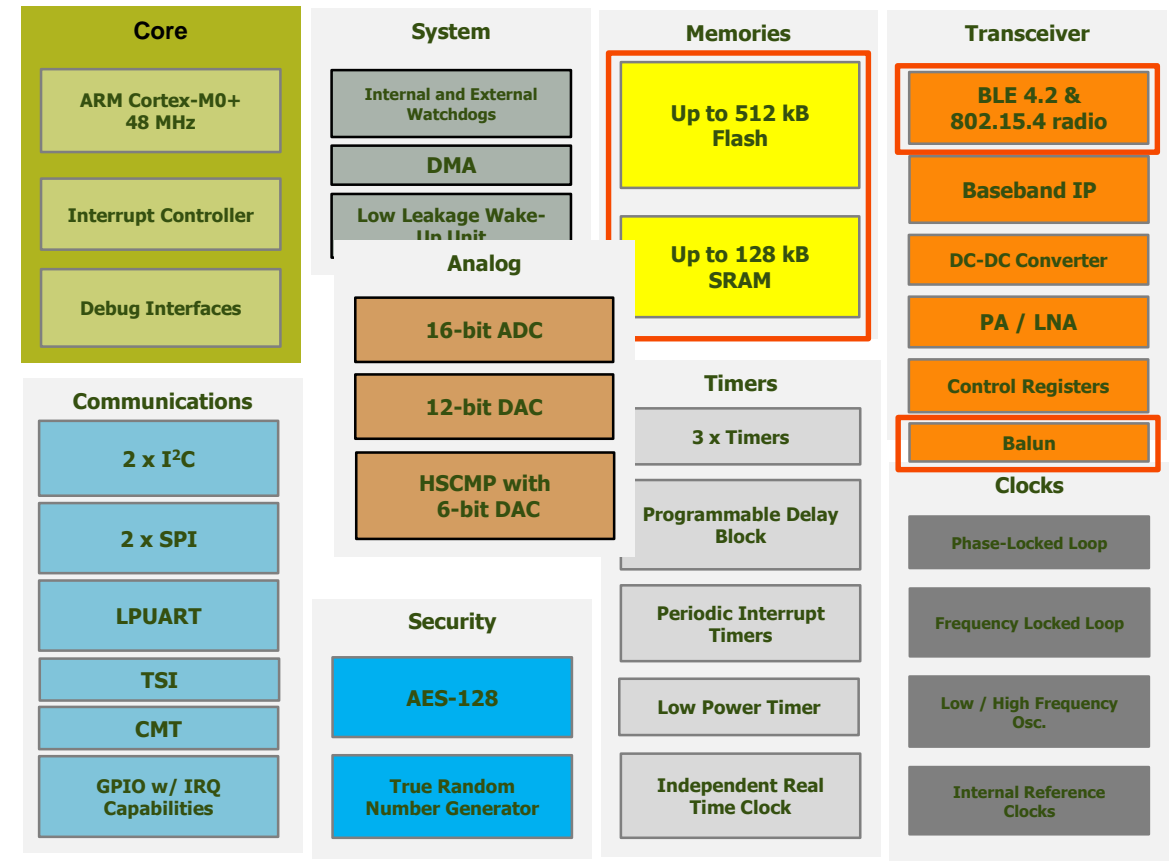 Core
ARM Cortex-M0+
48 MHz
Interrupt Controller
Debug Interfaces
System
Internal and External
Watchdogs
DMA
Low Leakage Wake-
Up Unit
Analog
16-bit ADC
12-bit DAC
HSCMP with
6-bit DAC
Memories
Up to 512 kB
Flash
Up to 128 kB
SRAM
Transceiver
BLE 4.2 &
802.15.4 radio
Baseband IP
DC-DC Converter
PA / LNA
Control Registers
Balun
Communications
2 x I²C
2 x SPI
LPUART
TSI
CMT
GPIO w/ IRQ
Capabilities
Security
AES-128
True Random
Number Generator
Timers
3 x Timers
Programmable Delay
Block
Periodic Interrupt
Timers
Low Power Timer
Independent Real
Time Clock
Clocks
Phase-Locked Loop
Frequency Locked Loop
Low / High Frequency
Osc.
Internal Reference
Clocks